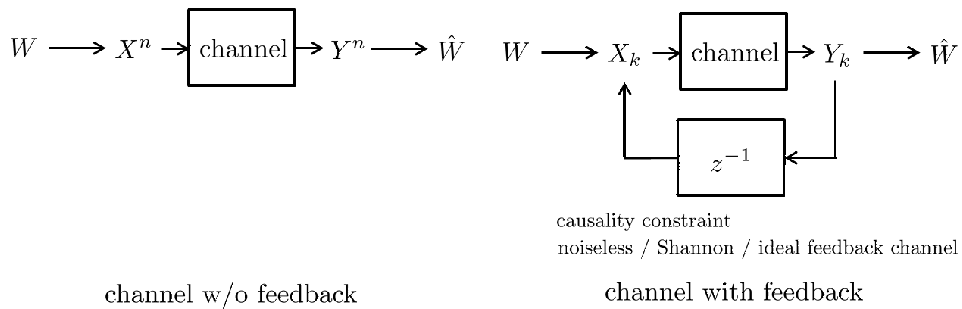 W X^n channel Y^n Ŵ
W X_k channel Y_k Ŵ
z^{-1}
causality constraint
noiseless / Shannon / ideal feedback channel
channel w/o feedback
channel with feedback